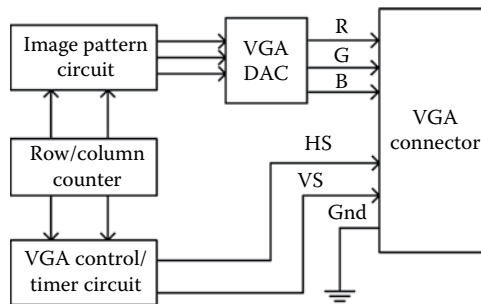 Image pattern
circuit
VGA
DAC
R
G
B
VGA
connector
Row/column
counter
HS
VS
Gnd
VGA control/
timer circuit